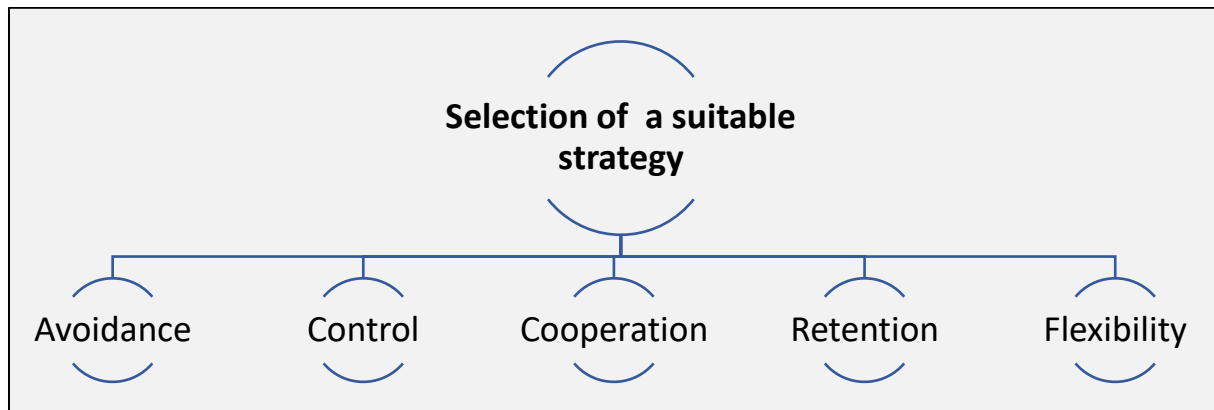 Selection of  a suitable
strategy
Avoidance
Control
Cooperation
Retention
Flexibility